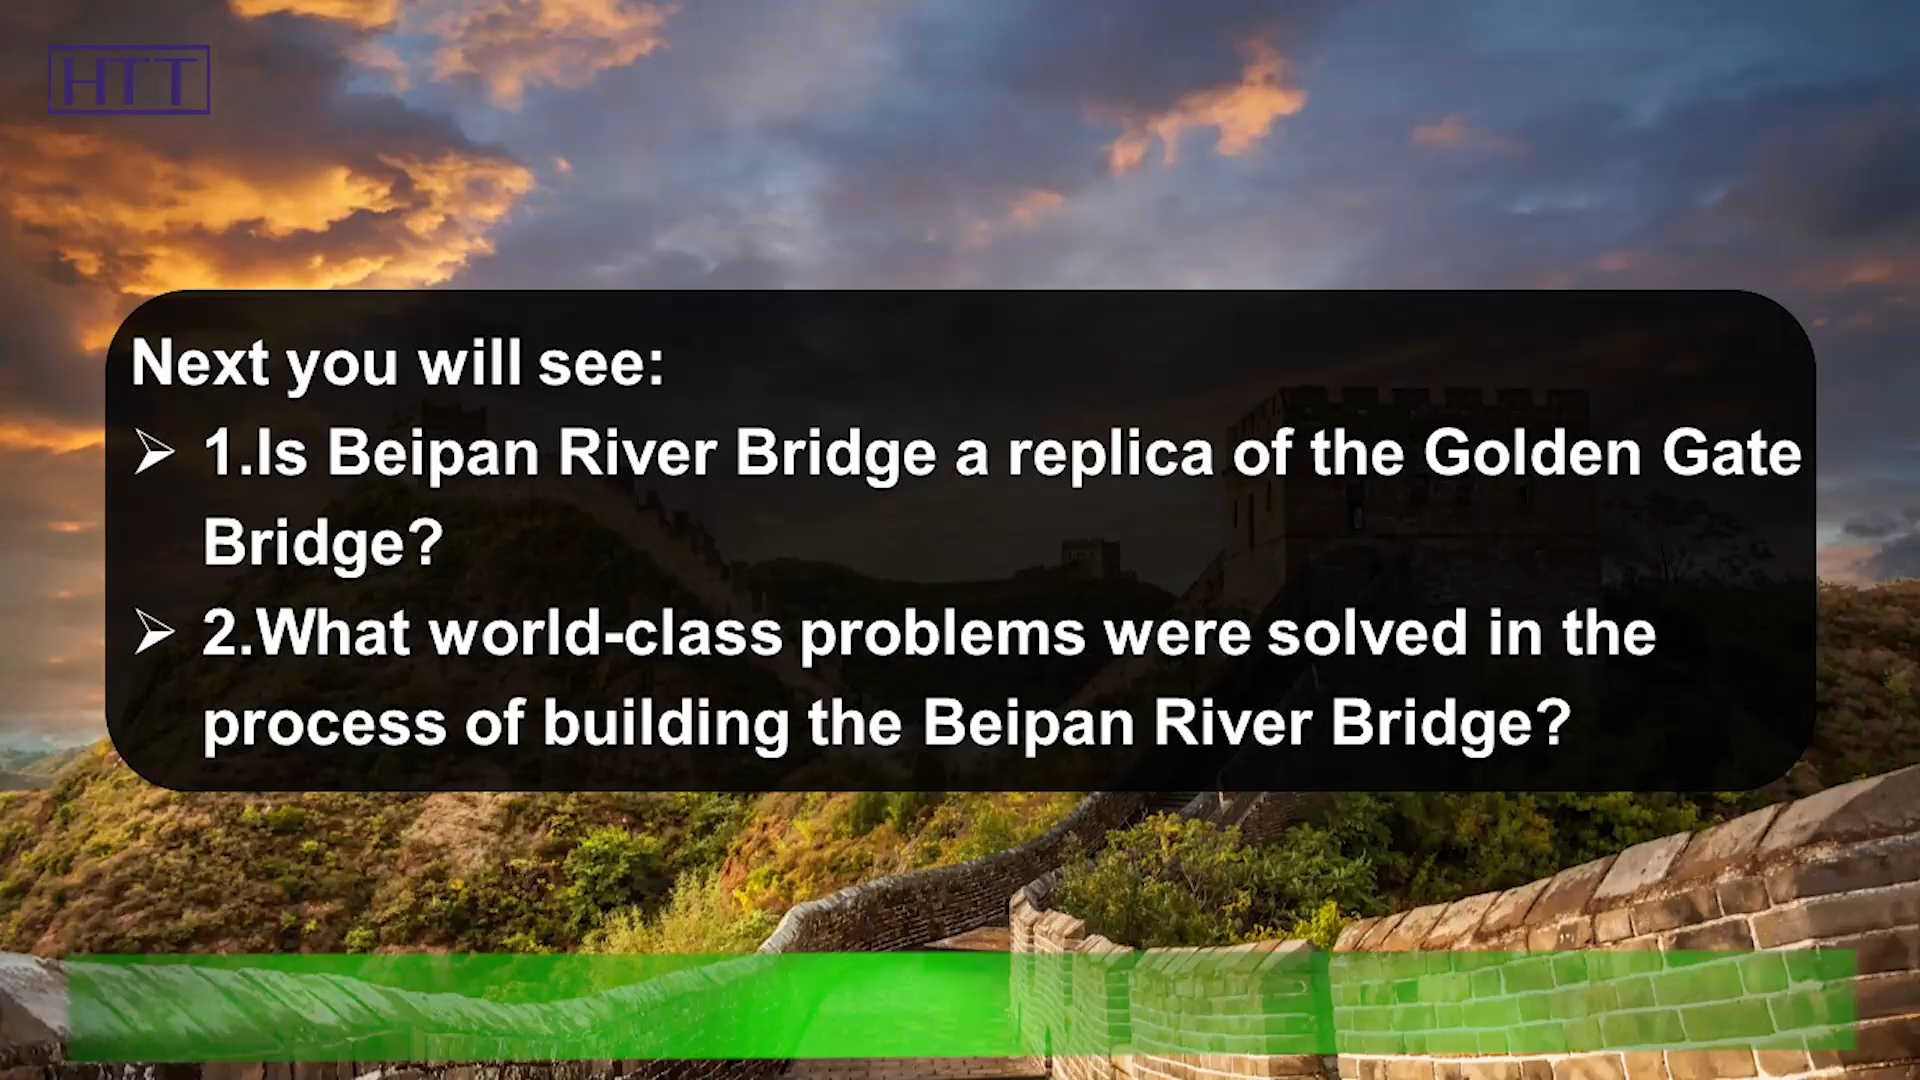 HTT
Next you will see:
➢ 1.Is Beipan River Bridge a replica of the Golden Gate
Bridge?
➢ 2.What world-class problems were solved in the
process of building the Beipan River Bridge?